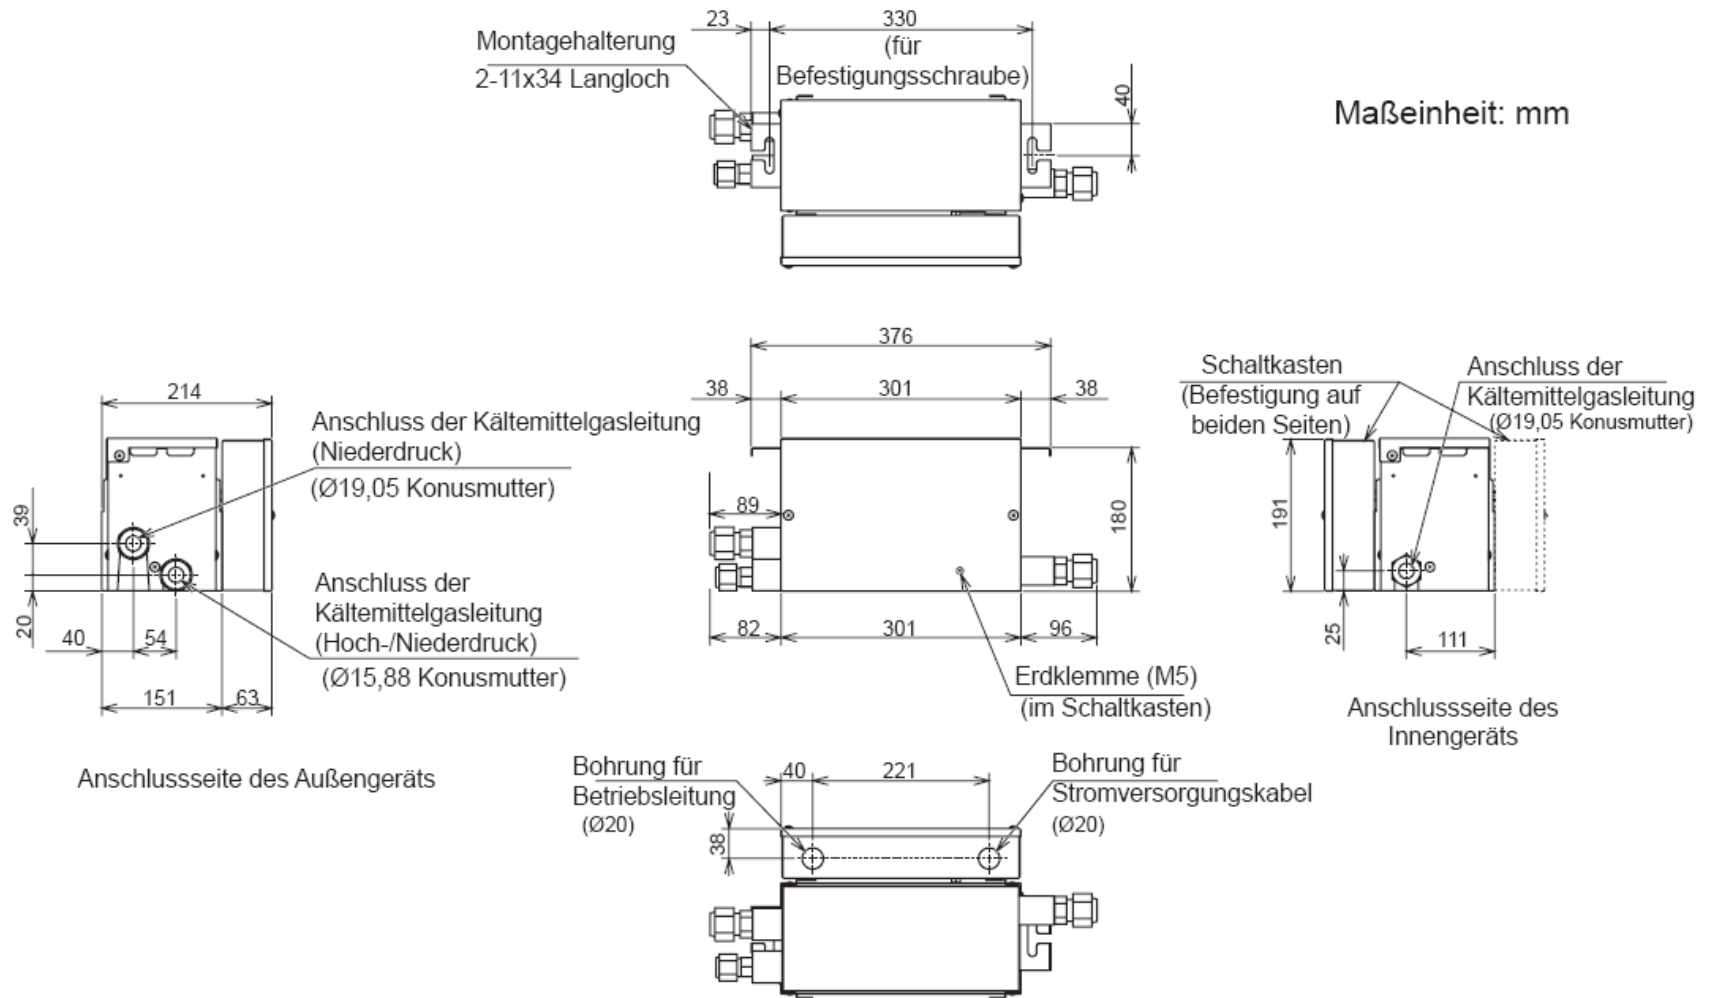 23
330
Montagehalterung
(für
2-11x34 Langloch
Befestigungsschraube)
40
Maßeinheit: mm
376
38
301
38
Schaltkasten
(Befestigung auf
beiden Seiten)
Anschluss der
Kältemittelgasleitung
(Ø19,05 Konusmutter)
214
Anschluss der Kältemittelgasleitung
(Niederdruck)
(Ø19,05 Konusmutter)
39
89
180
191
Anschluss der
Kältemittelgasleitung
(Hoch-/Niederdruck)
(Ø15,88 Konusmutter)
20
40
54
82
301
96
25
111
151
63
Erdklemme (M5)
(im Schaltkasten)
Anschlussseite des
Innengeräts
Anschlussseite des Außengeräts
Bohrung für
Betriebsleitung
(Ø20)
40
221
Bohrung für
Stromversorgungskabel
(Ø20)
38